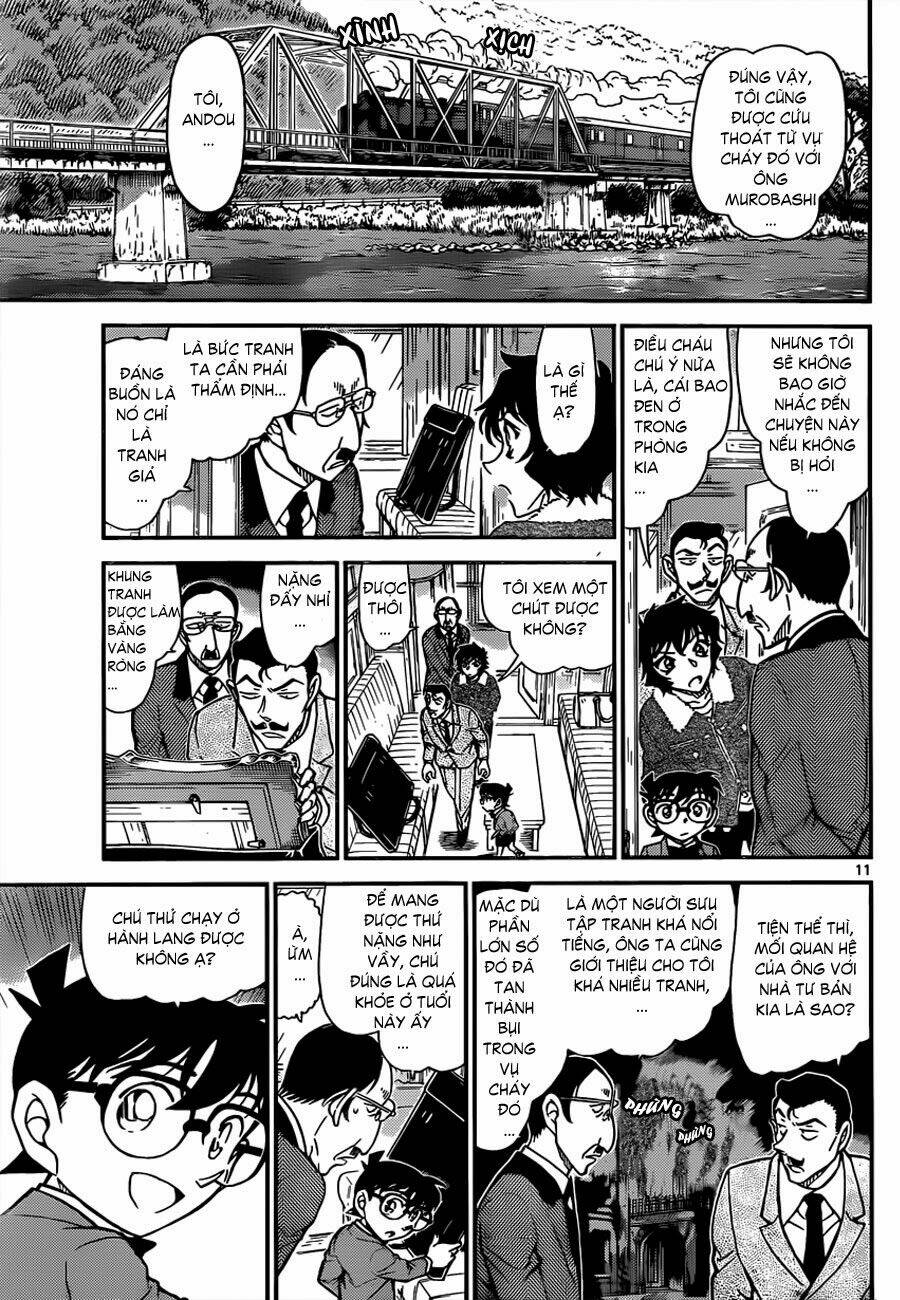 ĐÚNG VẬY,
TÔI CŨNG
ĐƯỢC CỨU
THOÁT TỪ VỤ
CHÁY ĐÓ VỚI
ÔNG
MUROBASHI
...
XÌNH
XỊCH
TÔI,
ANDOU
...
NHƯNG TÔI
SẼ KHÔNG
BAO GIỜ
NHẮC ĐẾN
CHUYỆN NÀY
NẾU KHÔNG
BỊ HỎI
ĐIỀU CHÁU
CHÚ Ý NỮA
LÀ, CÁI BAO
ĐEN Ở
TRONG
PHÒNG
KIA
...
LÀ GÌ
THẾ
Ạ?
LÀ BỨC TRANH
TA CẦN PHẢI
THẨM ĐỊNH...
ĐÁNG
BUỒN LÀ
NÓ CHỈ
LÀ
TRANH
GIẢ
...
TÔI XEM MỘT
CHÚT ĐƯỢC
KHÔNG?
ĐƯỢC
THÔI
...
NẶNG
ĐẤY NHỈ
...
KHUNG
TRANH
ĐƯỢC LÀM
BẰNG
VÀNG
RÒNG
...
11
TIỆN THỂ THÌ,
MỐI QUAN HỆ
CỦA ÔNG VỚI
NHÀ TƯ BẢN
KIA LÀ SAO?
LÀ MỘT NGƯỜI SƯU
TẬP TRANH KHÁ NỔI
TIẾNG, ÔNG TA CŨNG
GIỚI THIỆU CHO TÔI
KHÁ NHIỀU TRANH,
...
MẶC DÙ
PHẦN
LỚN SỐ
ĐÓ ĐÃ
TAN
THÀNH
BỤI
TRONG
VỤ
CHÁY
ĐÓ
PHÙNG
PHÙNG
ĐỂ MANG
ĐƯỢC THỨ
NẶNG NHƯ
VẦY, CHÚ
ĐÚNG LÀ QUÁ
KHỎE Ở TUỔI
NÀY ẤY
...
À,
ỪM
...
CHÚ THỬ CHẠY Ở
HÀNH LANG ĐƯỢC
KHÔNG Ạ?